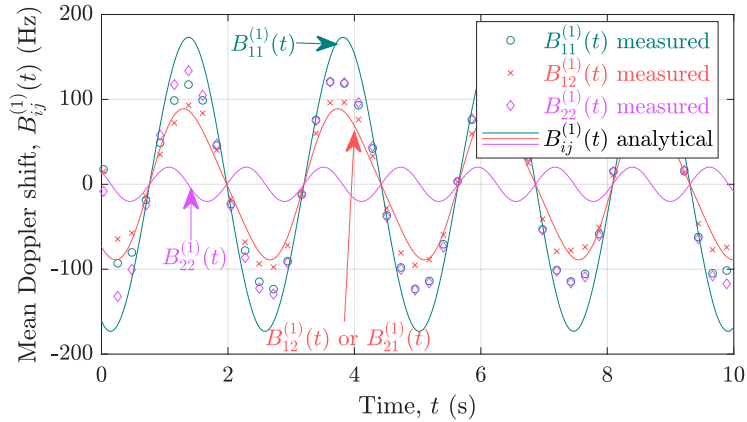 Mean Doppler shift, B_{ij}^{(1)}(t) (Hz)
200
100
0
-100
-200
B_{11}^{(1)}(t)
B_{22}^{(1)}(t)
B_{12}^{(1)}(t) or B_{21}^{(1)}(t)
B_{11}^{(1)}(t) measured
B_{12}^{(1)}(t) measured
B_{22}^{(1)}(t) measured
B_{ij}^{(1)}(t) analytical
0 2 4 6 8 10
Time, t (s)